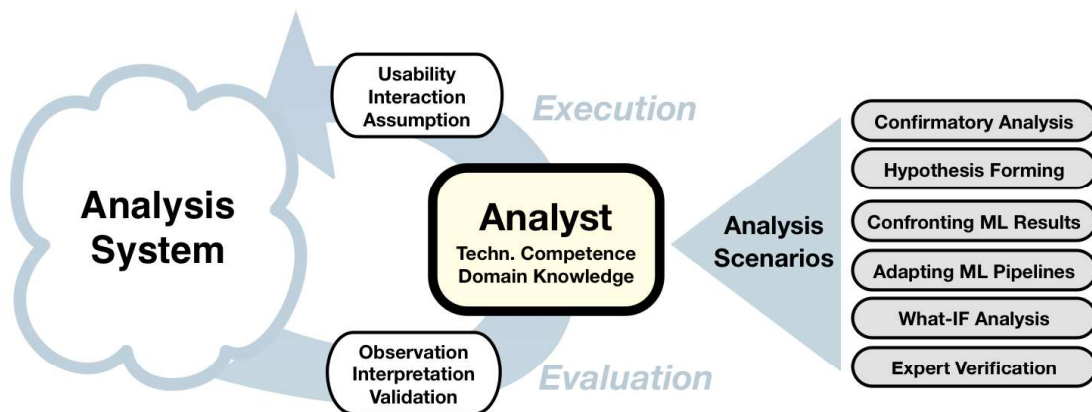 Analysis
System
Usability
Interaction
Assumption
Execution
Analyst
Techn. Competence
Domain Knowledge
Observation
Interpretation
Validation
Evaluation
Analysis
Scenarios
Confirmatory Analysis
Hypothesis Forming
Confronting ML Results
Adapting ML Pipelines
What-IF Analysis
Expert Verification